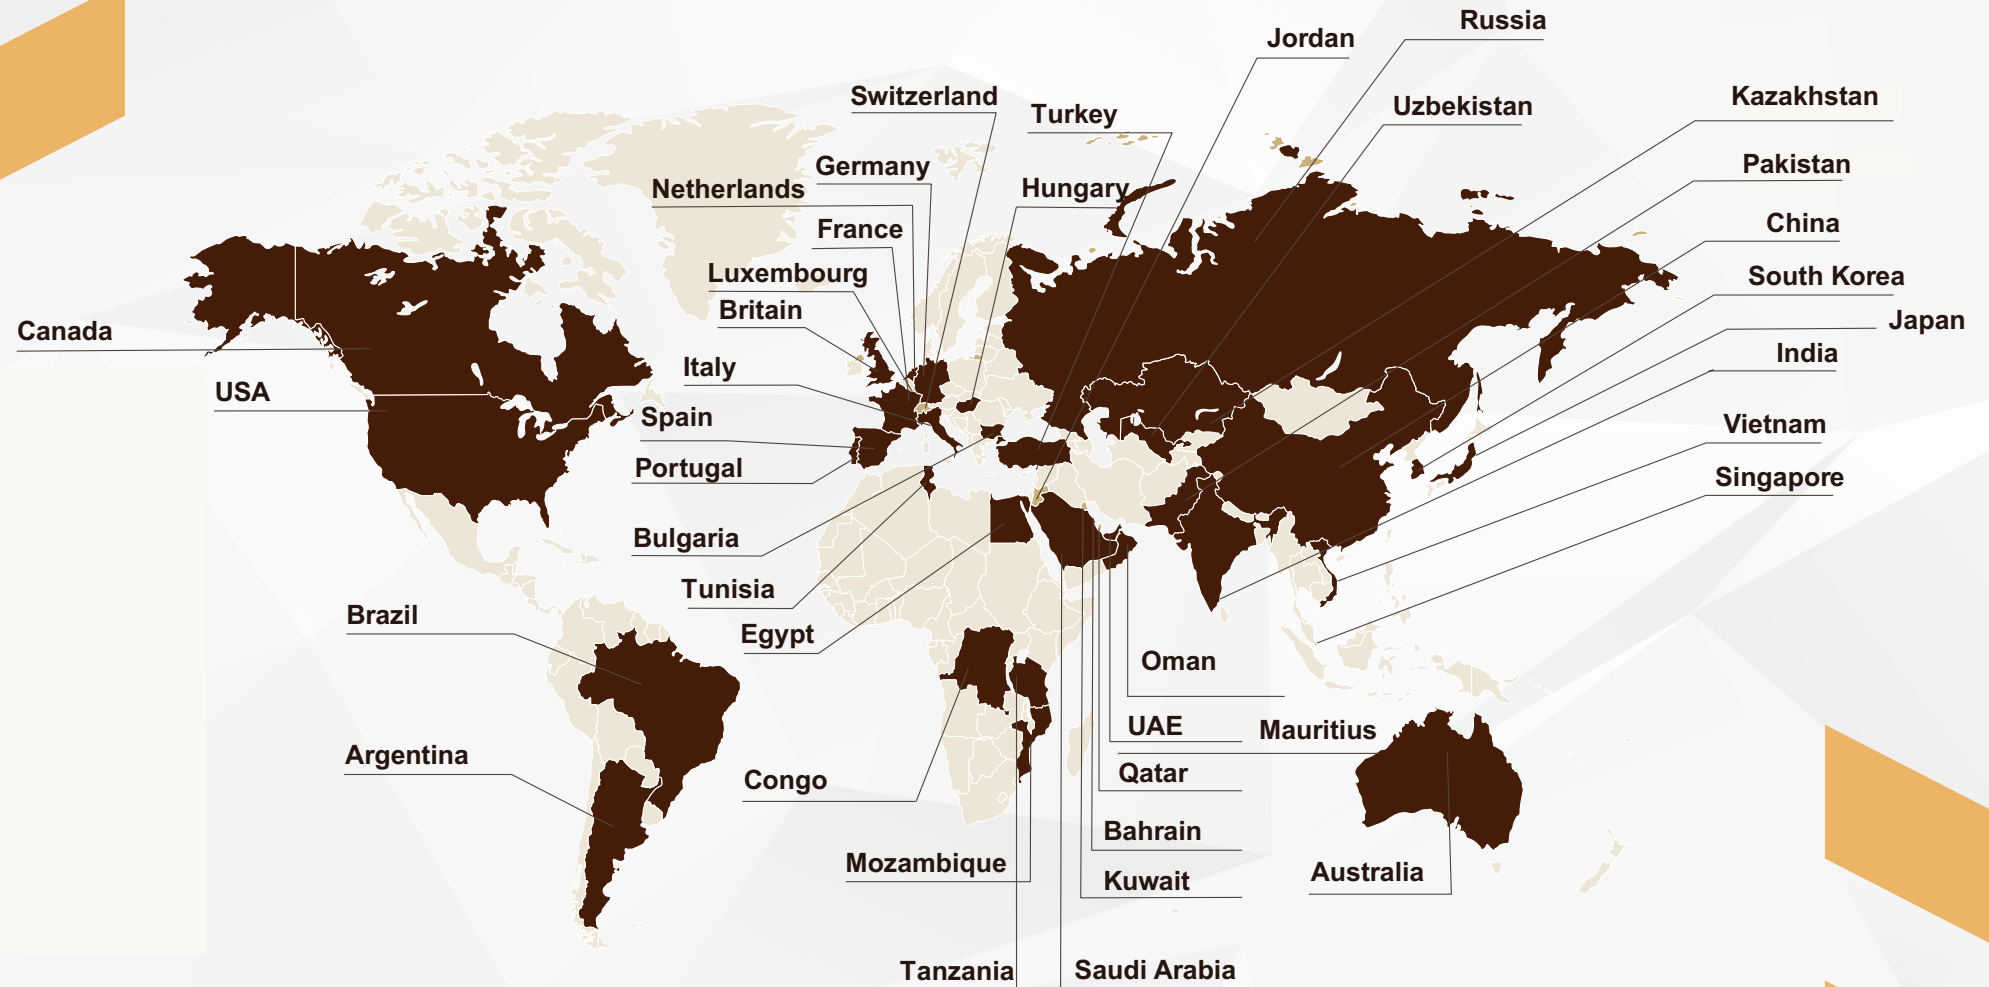 Russia
Jordan
Switzerland
Kazakhstan
Turkey
Uzbekistan
Germany
Pakistan
Netherlands
Hungary
France
China
Luxembourg
South Korea
Britain
Japan
Canada
India
Italy
USA
Spain
Vietnam
Portugal
Singapore
Bulgaria
Tunisia
Brazil
Egypt
Oman
UAE
Mauritius
Argentina
Qatar
Congo
Bahrain
Mozambique
Australia
Kuwait
Tanzania
Saudi Arabia